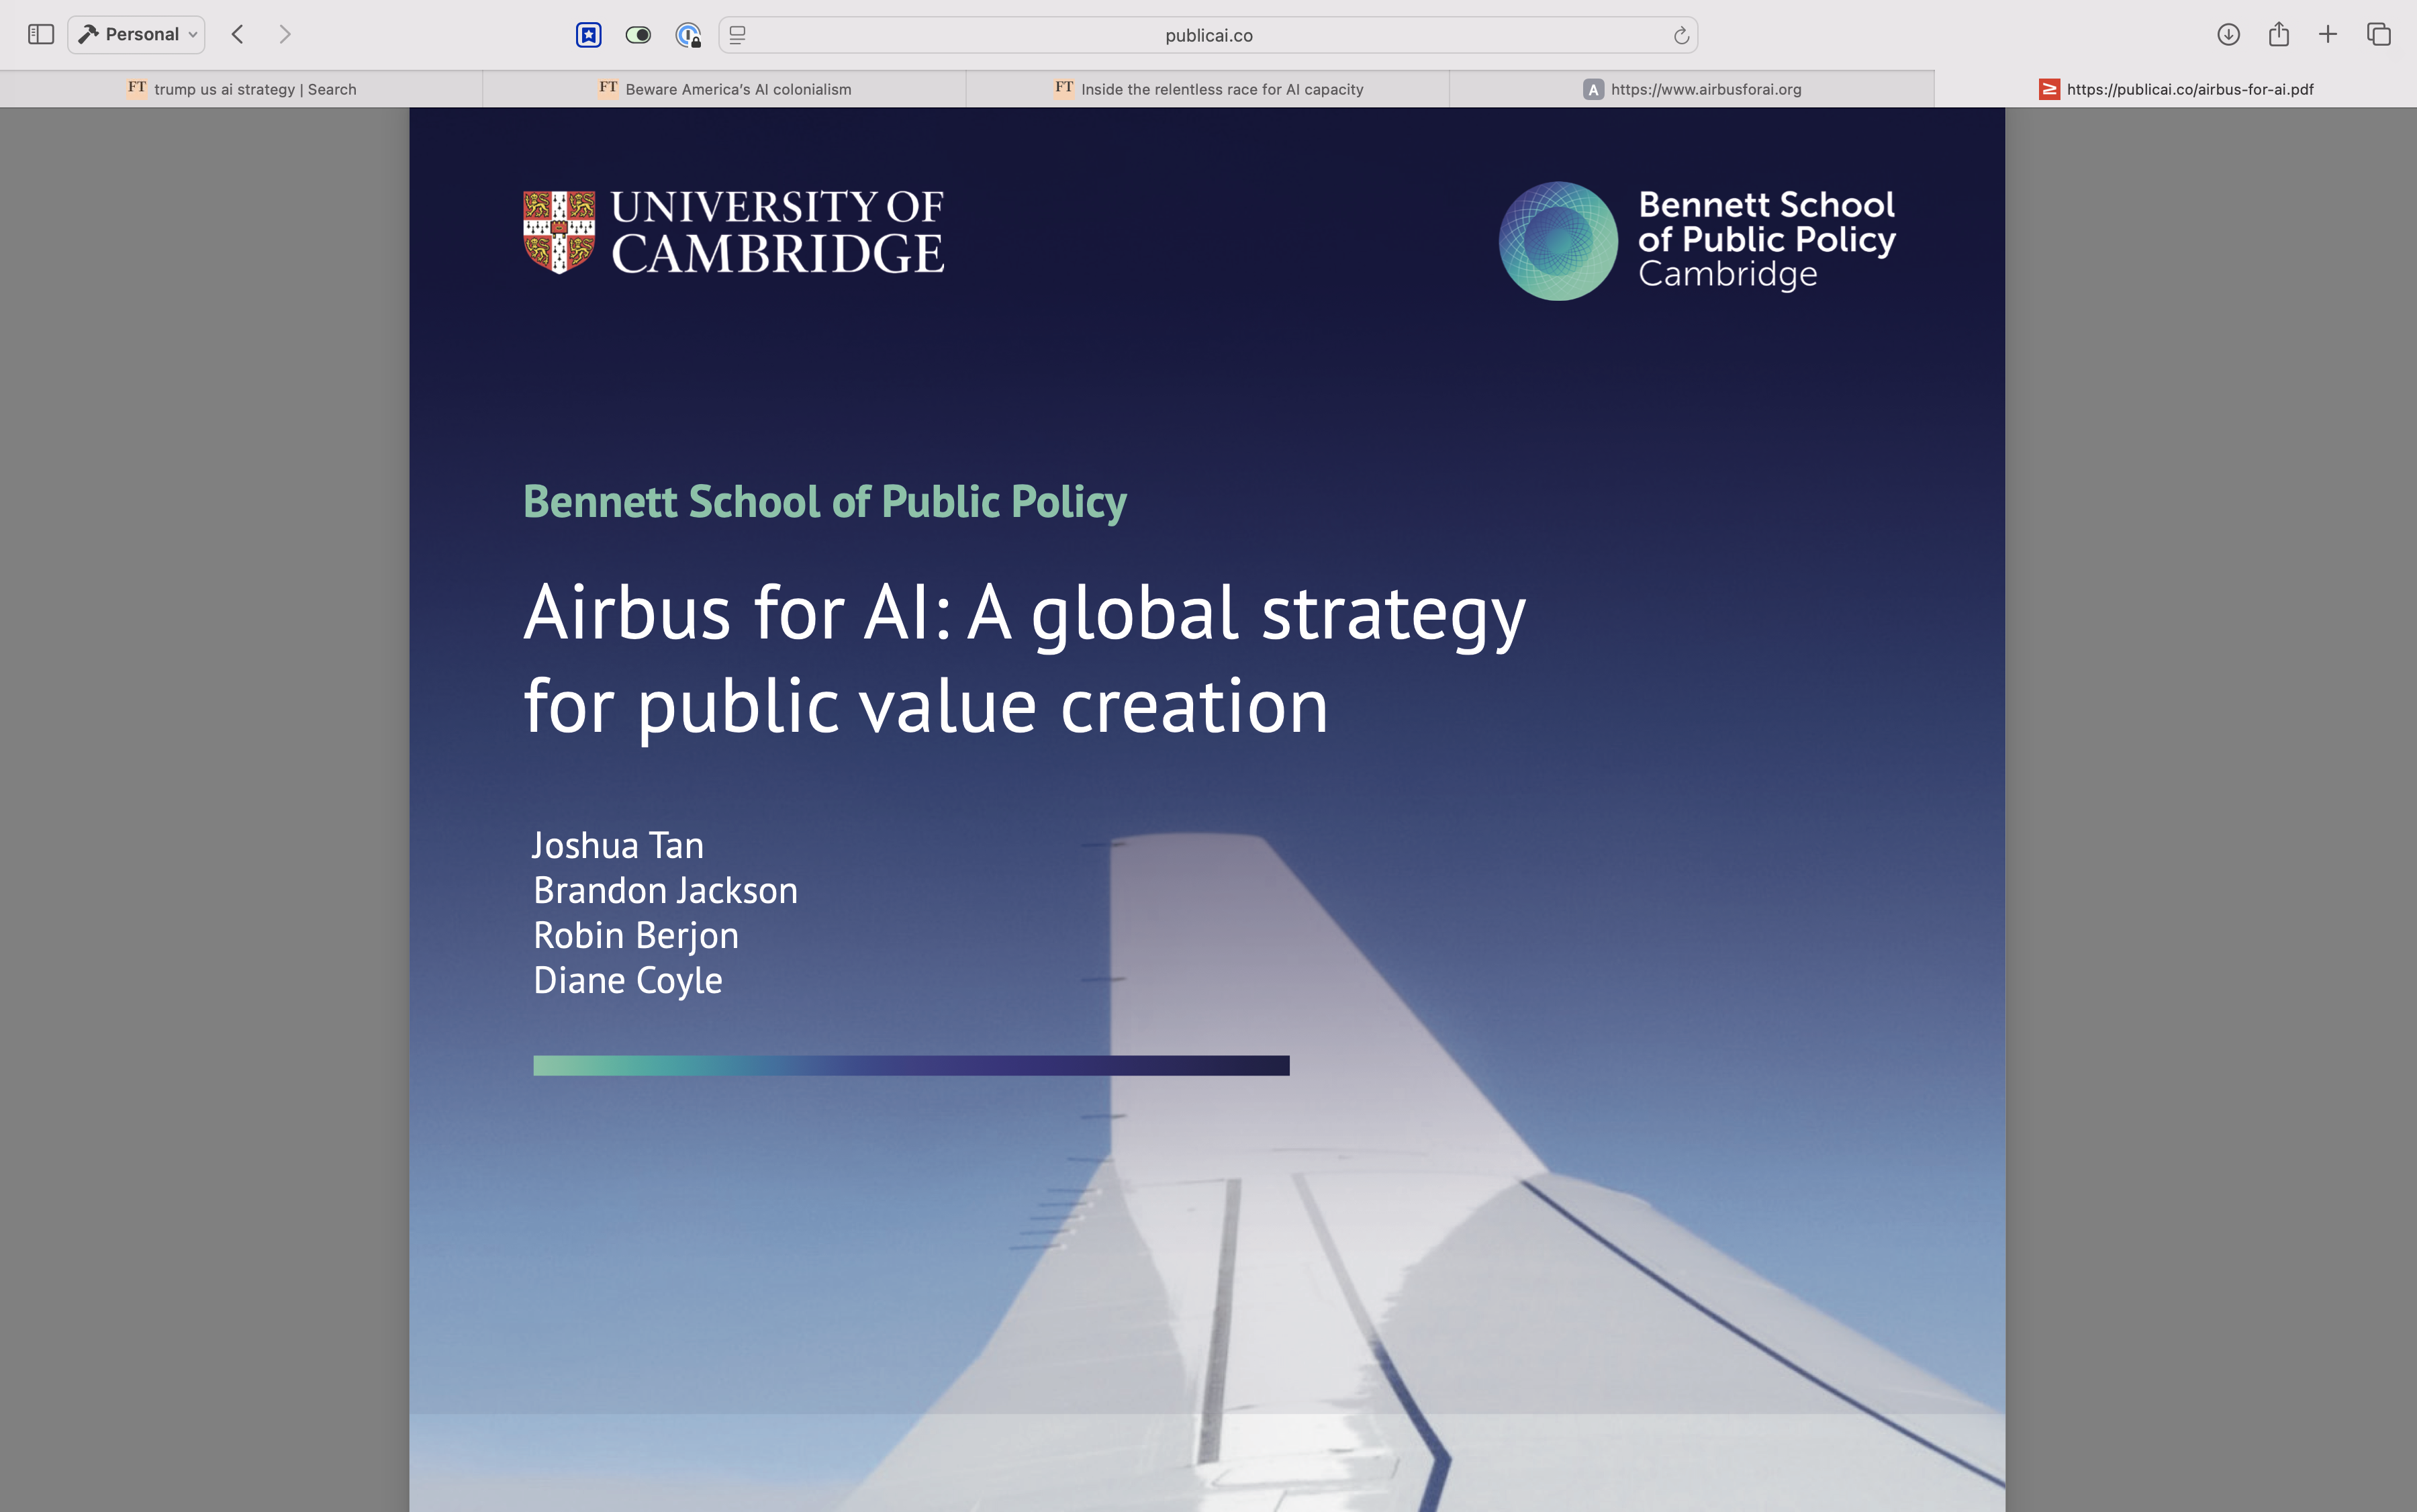 Personal
publicai.co
FT trump us ai strategy | Search
FT Beware America’s AI colonialism
FT Inside the relentless race for AI capacity
A https://www.airbusforai.org
https://publicai.co/airbus-for-ai.pdf
UNIVERSITY OF
CAMBRIDGE
Bennett School
of Public Policy
Cambridge
Bennett School of Public Policy
Airbus for AI: A global strategy
for public value creation
Joshua Tan
Brandon Jackson
Robin Berjon
Diane Coyle